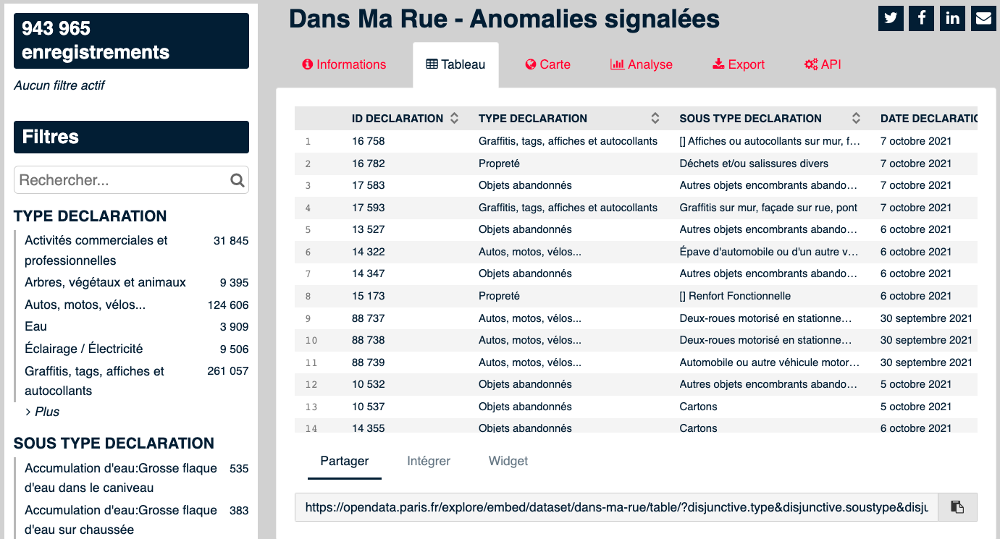 943 965
enregistrements
Aucun filtre actif
Filtres
Rechercher...
TYPE DECLARATION
Activités commerciales et 31 845
professionnelles
Arbres, végétaux et animaux 9 395
Autos, motos, vélos... 124 606
Eau 3 909
Éclairage / Électricité 9 506
Graffitis, tags, affiches et 261 057
autocollants
> Plus
SOUS TYPE DECLARATION
Accumulation d'eau:Grosse flaque 535
d'eau dans le caniveau
Accumulation d'eau:Grosse flaque 383
d'eau sur chaussée
Dans Ma Rue - Anomalies signalées
Informations Tableau Carte Analyse Export API
ID DECLARATION TYPE DECLARATION SOUS TYPE DECLARATION DATE DECLARATIO
1 16 758 Graffitis, tags, affiches et autocollants [] Affiches ou autocollants sur mur, f... 7 octobre 2021
2 16 782 Propreté Déchets et/ou salissures divers 7 octobre 2021
3 17 583 Objets abandonnés Autres objets encombrants abando... 7 octobre 2021
4 17 593 Graffitis, tags, affiches et autocollants Graffitis sur mur, façade sur rue, pont 7 octobre 2021
5 13 527 Objets abandonnés Autres objets encombrants abando... 6 octobre 2021
6 14 322 Autos, motos, vélos... Épave d'automobile ou d'un autre v... 6 octobre 2021
7 14 347 Objets abandonnés Autres objets encombrants abando... 6 octobre 2021
8 15 173 Propreté [] Renfort Fonctionnelle 6 octobre 2021
9 88 737 Autos, motos, vélos... Deux-roues motorisé en stationne... 30 septembre 2021
10 88 738 Autos, motos, vélos... Deux-roues motorisé en stationne... 30 septembre 2021
11 88 739 Autos, motos, vélos... Automobile ou autre véhicule motor... 30 septembre 2021
12 10 532 Objets abandonnés Autres objets encombrants abando... 5 octobre 2021
13 10 537 Objets abandonnés Cartons 5 octobre 2021
14 14 355 Objets abandonnés Cartons 6 octobre 2021
Partager Intégrer Widget
https://opendata.paris.fr/explore/embed/dataset/dans-ma-rue/table/?disjunctive.type&disjunctive.soustype&disju